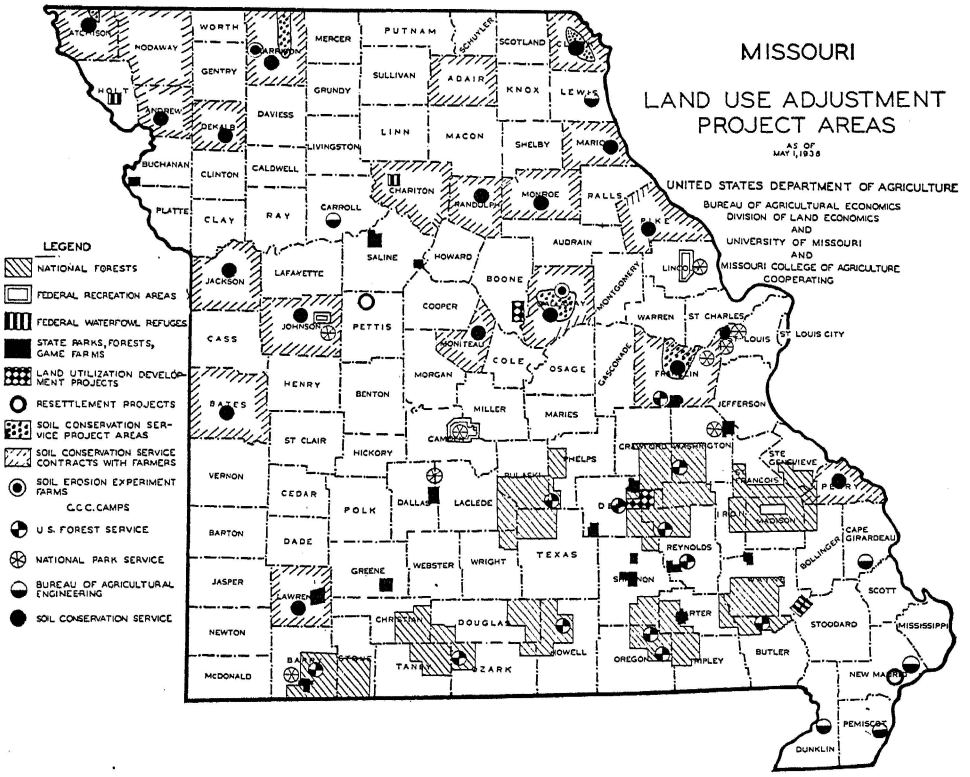 MISSOURI
LAND USE ADJUSTMENT
PROJECT AREAS
AS OF
MAY 1, 1938
UNITED STATES DEPARTMENT OF AGRICULTURE
BUREAU OF AGRICULTURAL ECONOMICS
DIVISION OF LAND ECONOMICS
AND
UNIVERSITY OF MISSOURI
AND
MISSOURI COLLEGE OF AGRICULTURE
COOPERATING
LEGEND
NATIONAL FORESTS
FEDERAL RECREATION AREAS
FEDERAL WATERFOWL REFUGES
STATE PARKS, FORESTS,
GAME FARMS
LAND UTILIZATION DEVELOP-
MENT PROJECTS
RESETTLEMENT PROJECTS
SOIL CONSERVATION SER-
VICE PROJECT AREAS
SOIL CONSERVATION SERVICE
CONTRACTS WITH FARMERS
SOIL EROSION EXPERIMENT
FARMS
C.C.C. CAMPS
U.S. FOREST SERVICE
NATIONAL PARK SERVICE
BUREAU OF AGRICULTURAL
ENGINEERING
SOIL CONSERVATION SERVICE
ATCHISON
NODAWAY
WORTH
HARRISON
MERCER
PUTNAM
SCHUYLER
SCOTLAND
HOLT
GENTRY
GRUNDY
SULLIVAN
ADAIR
KNOX
LEWIS
ANDREW
DEKALB
DAVIESS
LIVINGSTON
LINN
MACON
SHELBY
MARION
BUCHANAN
CLINTON
CALDWELL
CHARITON
RANDOLPH
MONROE
RALLS
PLATTE
CLAY
RAY
CARROLL
PIKE
AUDRAIN
JACKSON
LAFAYETTE
SALINE
HOWARD
BOONE
MONTGOMERY
LINCOLN
COOPER
WARREN
ST CHARLES
ST LOUIS
ST LOUIS CITY
CASS
JOHNSON
PETTIS
MONITEAU
COLE
OSAGE
GASCONADE
FRANKLIN
JEFFERSON
BATES
HENRY
BENTON
MORGAN
MILLER
MARIES
ST CLAIR
HICKORY
CAMDEN
PULASKI
PHELPS
CRAWFORD
WASHINGTON
STE
GENEVIEVE
ST
FRANCOIS
PERRY
VERNON
CEDAR
POLK
DALLAS
LACLEDE
IRON
MADISON
BOLLINGER
CAPE
GIRARDEAU
BARTON
DADE
GREENE
WEBSTER
WRIGHT
TEXAS
SHANNON
REYNOLDS
JASPER
LAWRENCE
CHRISTIAN
DOUGLAS
CARTER
SCOTT
STODDARD
MISSISSIPPI
NEWTON
BARRY
STONE
TANEY
OZARK
HOWELL
OREGON
RIPLEY
BUTLER
MCDONALD
NEW MADRID
PEMISCOT
DUNKLIN